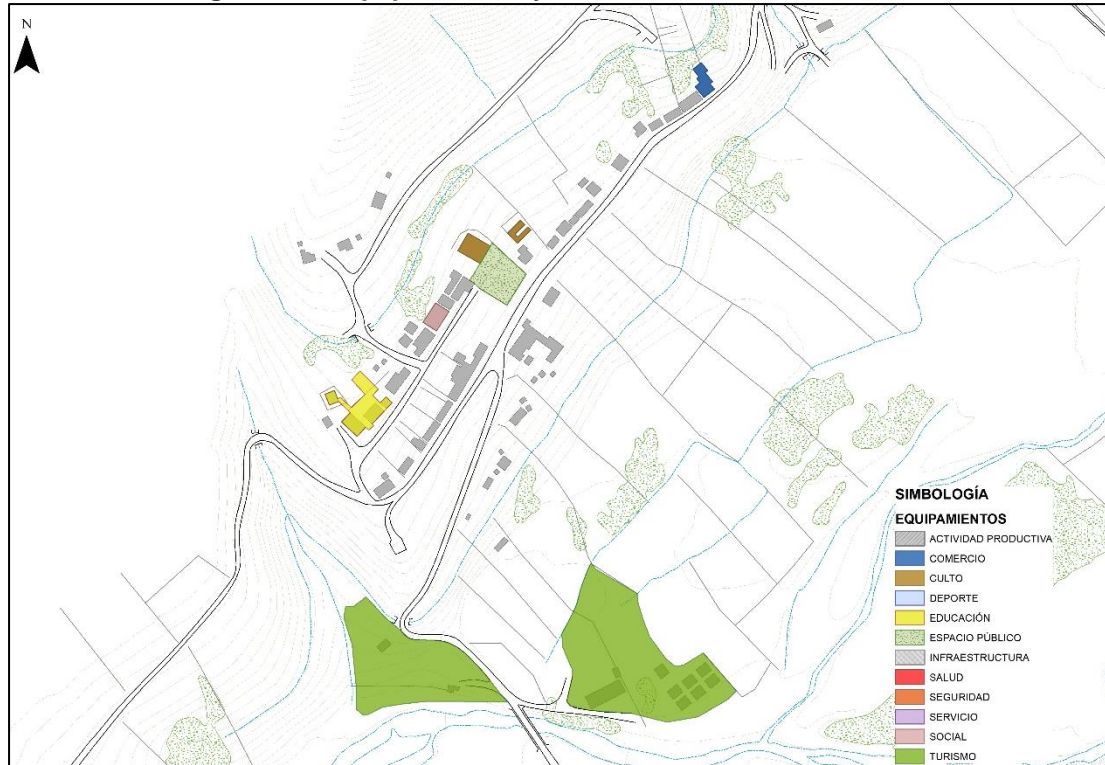 N
SIMBOLOGÍA
EQUIPAMIENTOS
ACTIVIDAD PRODUCTIVA
COMERCIO
CULTO
DEPORTE
EDUCACIÓN
ESPACIO PÚBLICO
INFRAESTRUCTURA
SALUD
SEGURIDAD
SERVICIO
SOCIAL
TURISMO